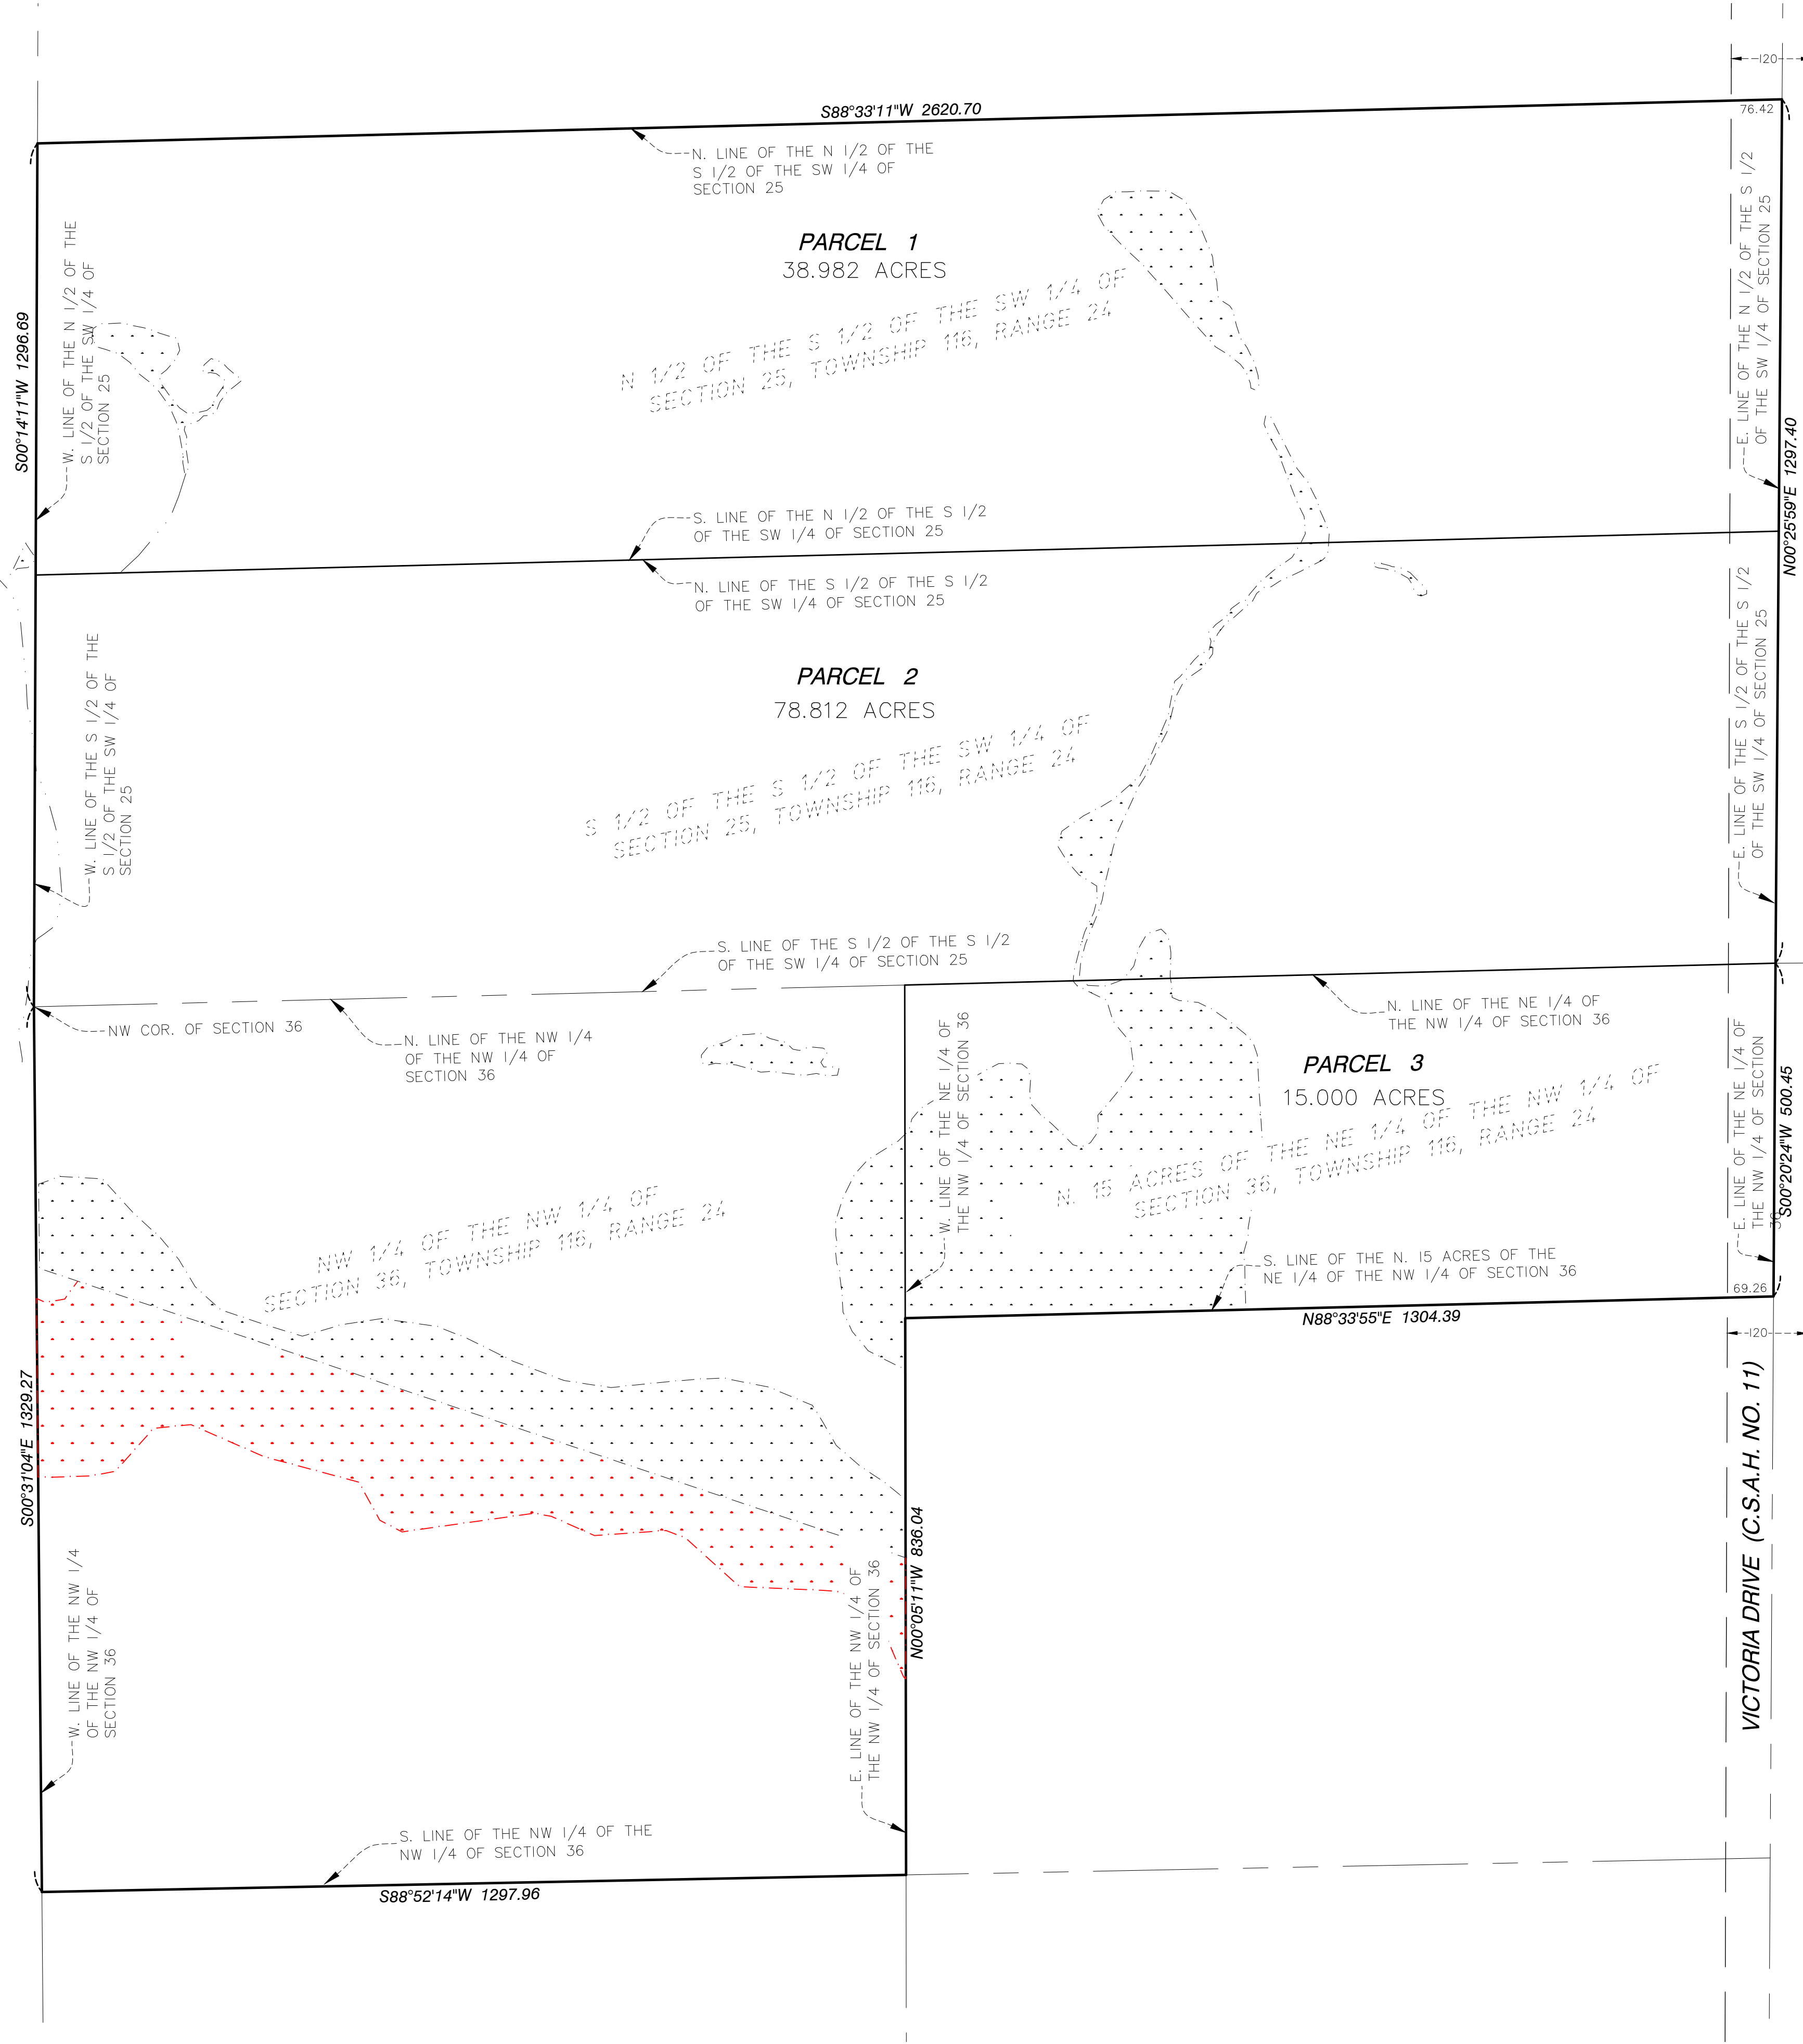 120
76.42
S88°33'11"W 2620.70
N. LINE OF THE N 1/2 OF THE
S 1/2 OF THE SW 1/4 OF
SECTION 25
PARCEL 1
38.982 ACRES
N 1/2 OF THE S 1/2 OF THE SW 1/4 OF
SECTION 25, TOWNSHIP 116, RANGE 24
W. LINE OF THE N 1/2 OF THE
S 1/2 OF THE SW 1/4 OF
SECTION 25
S00°14'11"W 1296.69
E. LINE OF THE N 1/2 OF THE S 1/2
OF THE SW 1/4 OF SECTION 25
N00°25'59"E 1297.40
S. LINE OF THE N 1/2 OF THE S 1/2
OF THE SW 1/4 OF SECTION 25
N. LINE OF THE S 1/2 OF THE S 1/2
OF THE SW 1/4 OF SECTION 25
PARCEL 2
78.812 ACRES
S 1/2 OF THE S 1/2 OF THE SW 1/4 OF
SECTION 25, TOWNSHIP 116, RANGE 24
W. LINE OF THE S 1/2 OF THE
S 1/2 OF THE SW 1/4 OF
SECTION 25
E. LINE OF THE S 1/2 OF THE S 1/2
OF THE SW 1/4 OF SECTION 25
S. LINE OF THE S 1/2 OF THE S 1/2
OF THE SW 1/4 OF SECTION 25
NW COR. OF SECTION 36
N. LINE OF THE NW 1/4
OF THE NW 1/4 OF
SECTION 36
N. LINE OF THE NE 1/4 OF
THE NW 1/4 OF SECTION 36
W. LINE OF THE NE 1/4 OF
THE NW 1/4 OF SECTION 36
PARCEL 3
15.000 ACRES
N. 15 ACRES OF THE NE 1/4 OF THE NW 1/4 OF
SECTION 36, TOWNSHIP 116, RANGE 24
E. LINE OF THE NE 1/4 OF
THE NW 1/4 OF SECTION
36
S00°20'24"W 500.45
S. LINE OF THE N. 15 ACRES OF THE
NE 1/4 OF THE NW 1/4 OF SECTION 36
69.26
N88°33'55"E 1304.39
120
NW 1/4 OF THE NW 1/4 OF
SECTION 36, TOWNSHIP 116, RANGE 24
S00°31'04"E 1329.27
W. LINE OF THE NW 1/4
OF THE NW 1/4 OF
SECTION 36
E. LINE OF THE NW 1/4 OF
THE NW 1/4 OF SECTION 36
N00°05'11"W 836.04
VICTORIA DRIVE (C.S.A.H. NO. 11)
S. LINE OF THE NW 1/4 OF THE
NW 1/4 OF SECTION 36
S88°52'14"W 1297.96